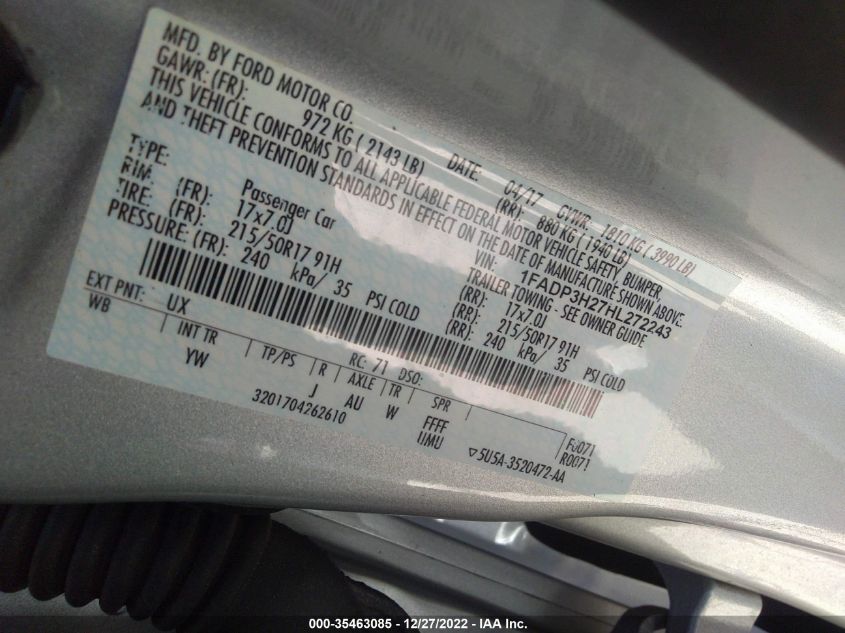 MFD. BY FORD MOTOR CO.
DATE: 04/17 GVWR: 1810 KG ( 3990 LB)
GAWR: (FR): 972 KG ( 2143 LB) (RR): 880 KG ( 1940 LB)
THIS VEHICLE CONFORMS TO ALL APPLICABLE FEDERAL MOTOR VEHICLE SAFETY, BUMPER,
AND THEFT PREVENTION STANDARDS IN EFFECT ON THE DATE OF MANUFACTURE SHOWN ABOVE.
VIN: 1FADP3H27HL272243
TYPE: Passenger Car TRAILER TOWING - SEE OWNER GUIDE
RIM: (FR): 17x7.0J (RR): 17x7.0J
TIRE: (FR): 215/50R17 91H (RR): 215/50R17 91H
PRESSURE: (FR): 240 kPa/ 35 PSI COLD (RR): 240 kPa/ 35 PSI COLD
EXT PNT: UX RC: 71 DSO:
WB INT TR TP/PS R AXLE TR SPR
YW J AU W FFFF F0071
3201704262610 UMU R0071
▽5U5A-3520472-AA
000-35463085 - 12/27/2022 - IAA Inc.